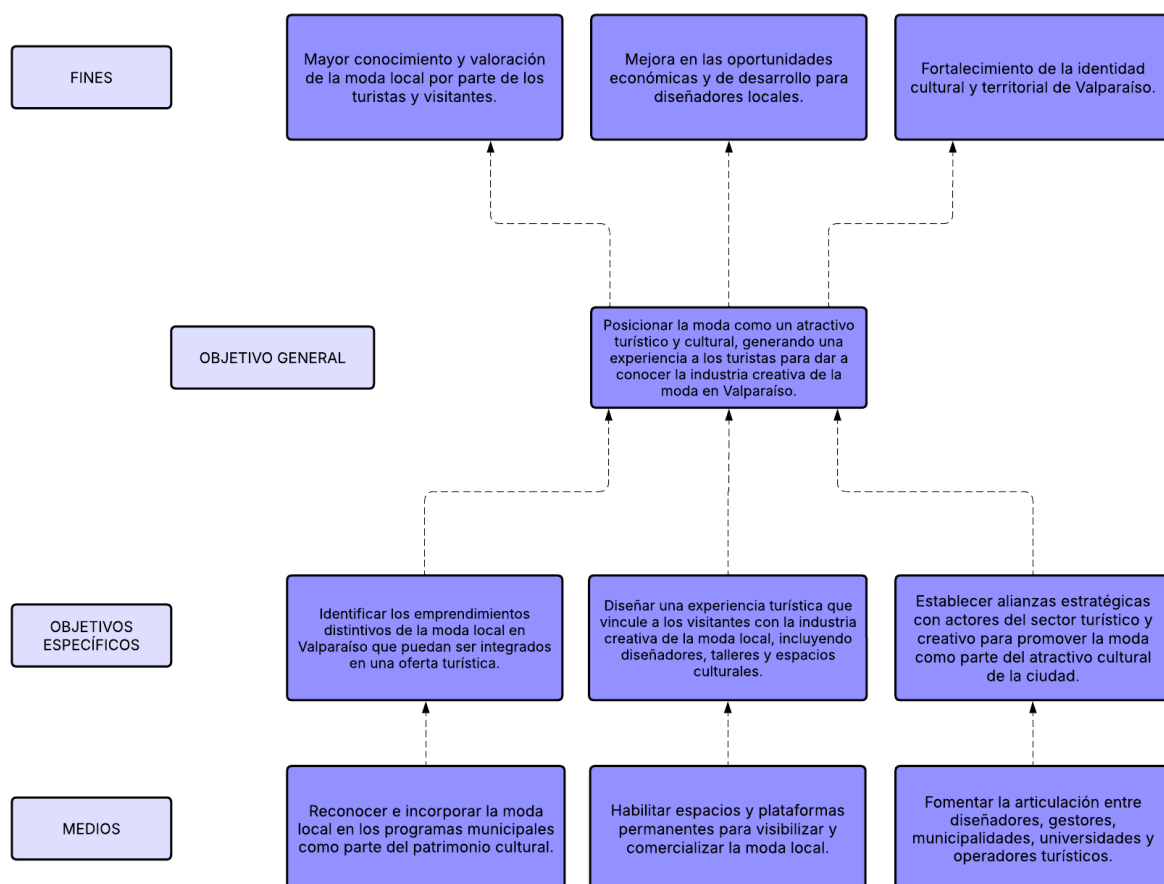 FINES
Mayor conocimiento y valoración
de la moda local por parte de los
turistas y visitantes.
Mejora en las oportunidades
económicas y de desarrollo para
diseñadores locales.
Fortalecimiento de la identidad
cultural y territorial de Valparaíso.
OBJETIVO GENERAL
Posicionar la moda como un atractivo
turístico y cultural, generando una
experiencia a los turistas para dar a
conocer la industria creativa de la
moda en Valparaíso.
OBJETIVOS
ESPECÍFICOS
Identificar los emprendimientos
distintivos de la moda local en
Valparaíso que puedan ser integrados
en una oferta turística.
Diseñar una experiencia turística que
vincule a los visitantes con la industria
creativa de la moda local, incluyendo
diseñadores, talleres y espacios
culturales.
Establecer alianzas estratégicas
con actores del sector turístico y
creativo para promover la moda
como parte del atractivo cultural
de la ciudad.
MEDIOS
Reconocer e incorporar la moda
local en los programas municipales
como parte del patrimonio cultural.
Habilitar espacios y plataformas
permanentes para visibilizar y
comercializar la moda local.
Fomentar la articulación entre
diseñadores, gestores,
municipalidades, universidades y
operadores turísticos.